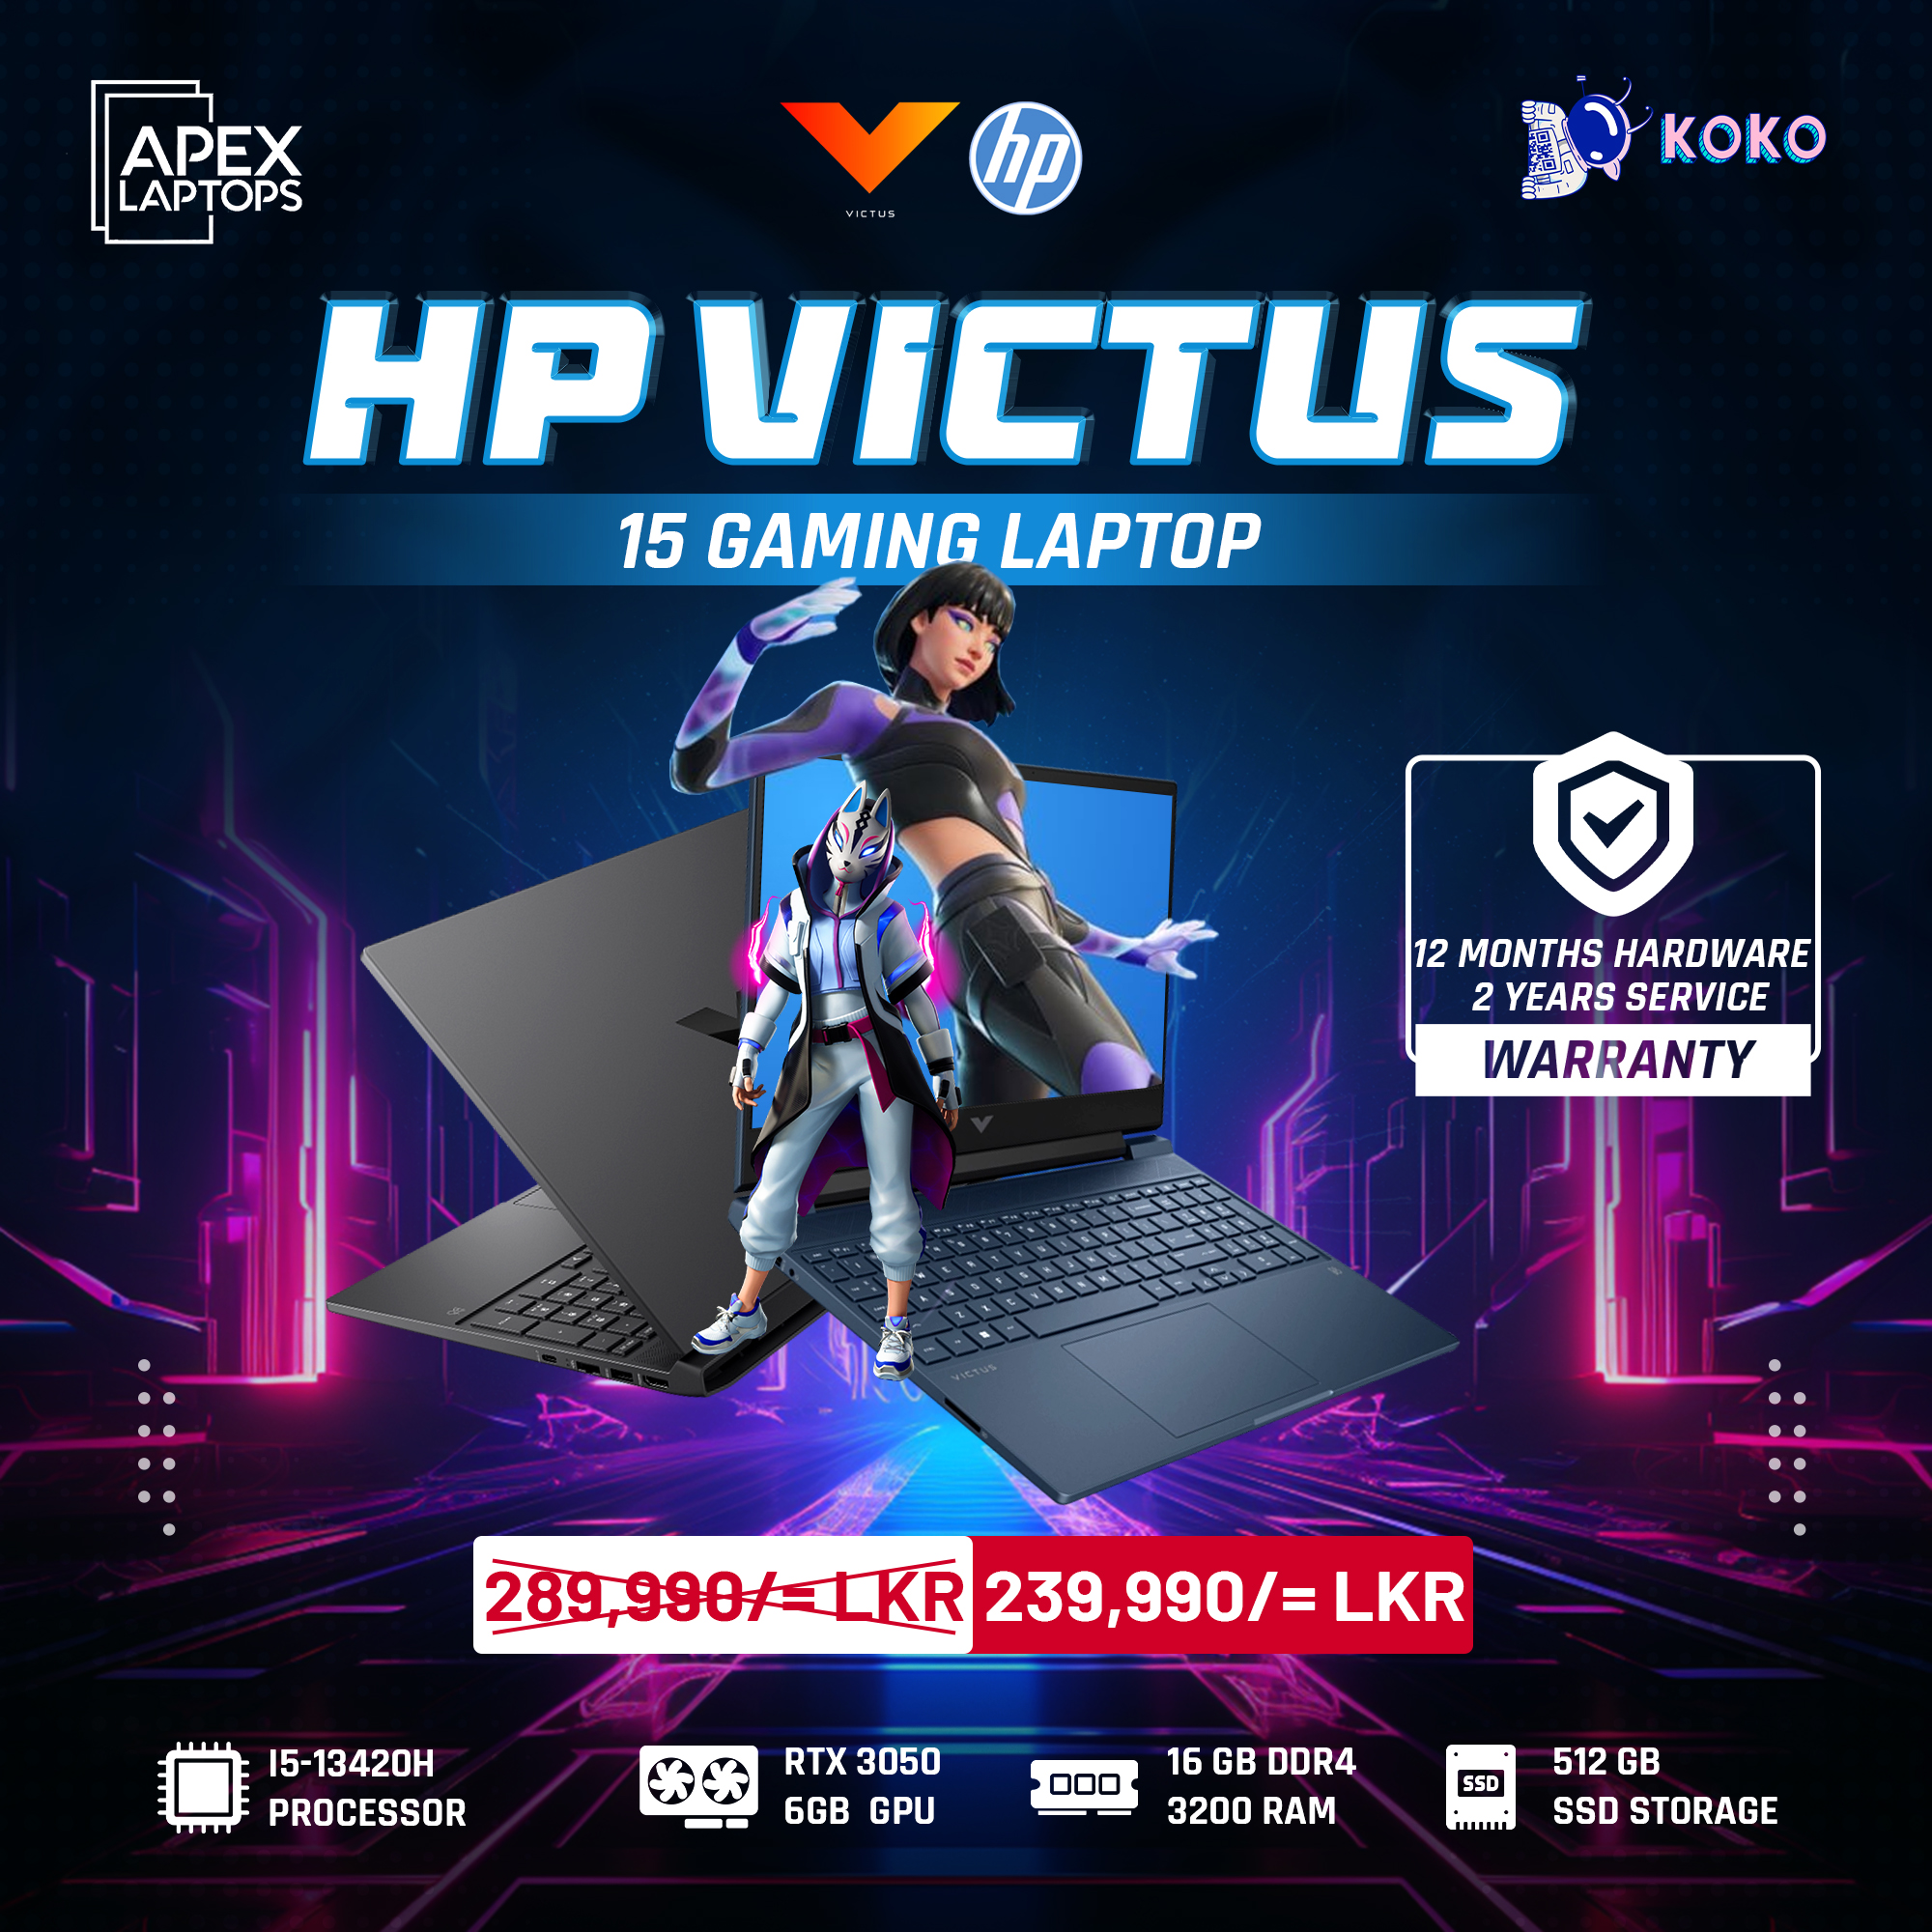 APEX
LAPTOPS
VICTUS
hp
KOKO
HP VICTUS
15 GAMING LAPTOP
12 MONTHS HARDWARE
2 YEARS SERVICE
WARRANTY
VICTUS
289,990/= LKR
239,990/= LKR
I5-13420H
PROCESSOR
RTX 3050
6GB GPU
16 GB DDR4
3200 RAM
SSD
512 GB
SSD STORAGE